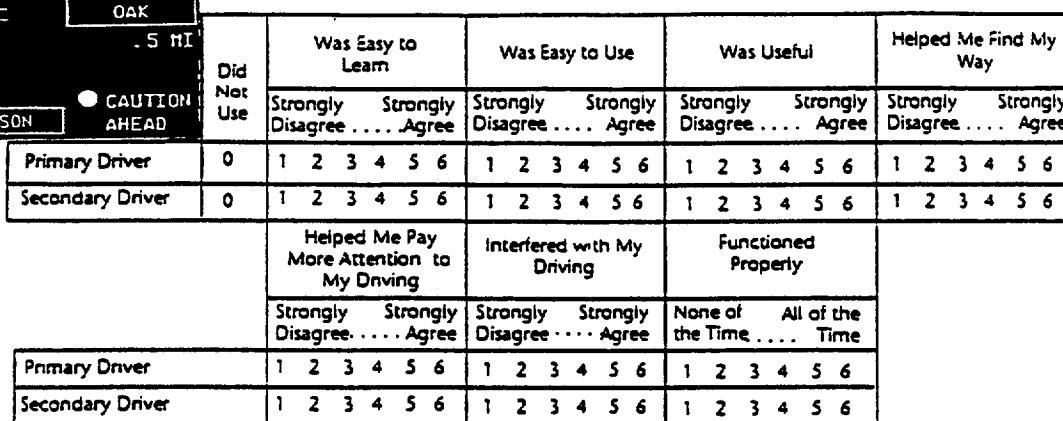 OAK
.5 MI
CAUTION
AHEAD
SON
Did
Not
Use
Was Easy to
Learn
Was Easy to Use
Was Useful
Helped Me Find My
Way
Strongly Strongly Strongly Strongly Strongly Strongly Strongly Strongly
Disagree ..... Agree Disagree .... Agree Disagree .... Agree Disagree .... Agree
Primary Driver 0 1 2 3 4 5 6 1 2 3 4 5 6 1 2 3 4 5 6 1 2 3 4 5 6
Secondary Driver 0 1 2 3 4 5 6 1 2 3 4 5 6 1 2 3 4 5 6 1 2 3 4 5 6
Helped Me Pay
More Attention to
My Driving
Interfered with My
Driving
Functioned
Properly
Strongly Strongly Strongly Strongly None of All of the
Disagree ..... Agree Disagree .... Agree the Time .... Time
Primary Driver 1 2 3 4 5 6 1 2 3 4 5 6 1 2 3 4 5 6
Secondary Driver 1 2 3 4 5 6 1 2 3 4 5 6 1 2 3 4 5 6